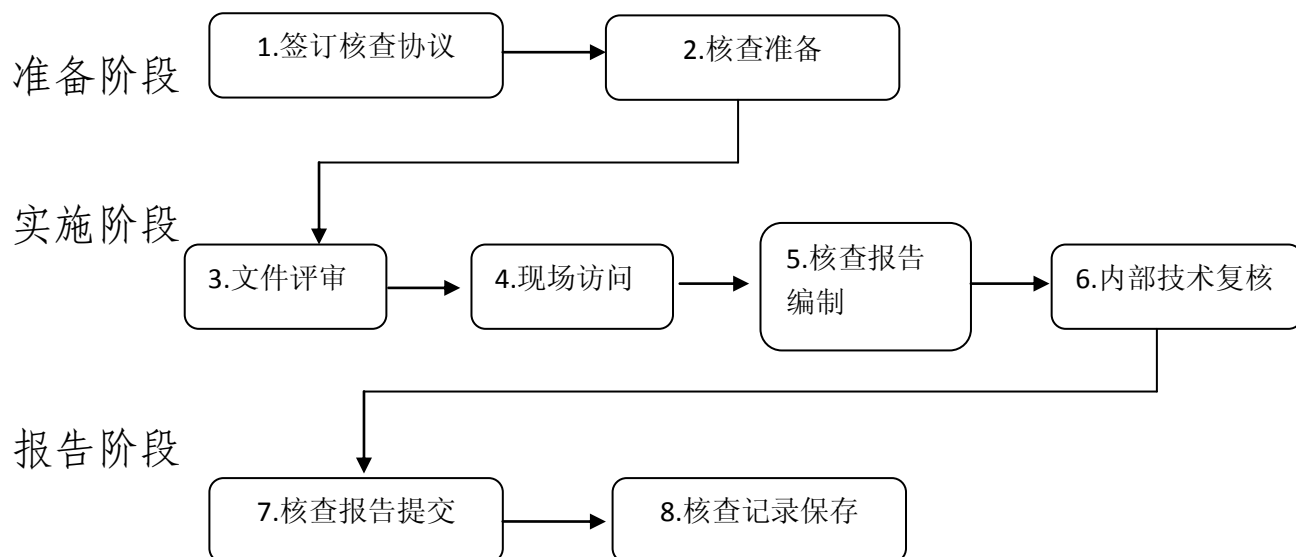 准备阶段
1.签订核查协议
2.核查准备
实施阶段
3.文件评审
4.现场访问
5.核查报告
编制
6.内部技术复核
报告阶段
7.核查报告提交
8.核查记录保存